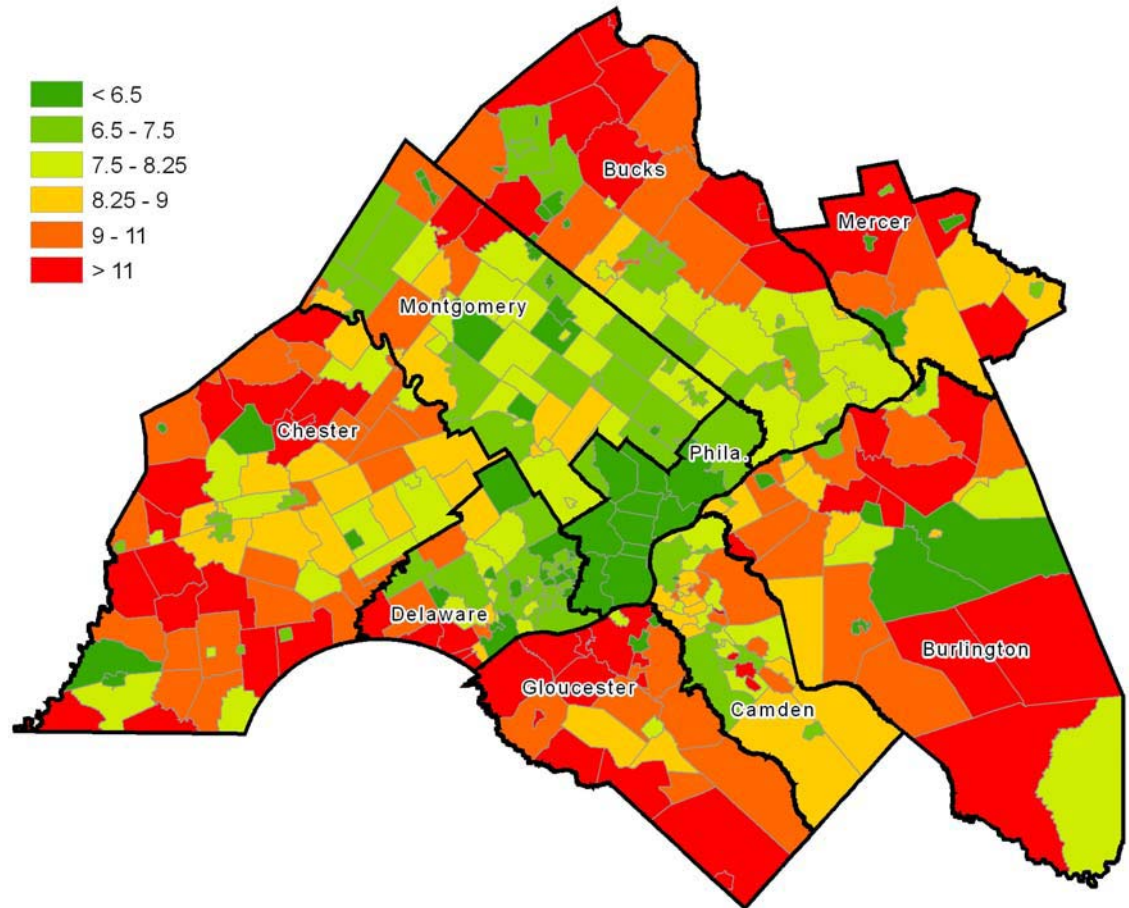 < 6.5
6.5 - 7.5
7.5 - 8.25
8.25 - 9
9 - 11
> 11
Bucks
Mercer
Montgomery
Chester
Phila.
Delaware
Burlington
Gloucester
Camden